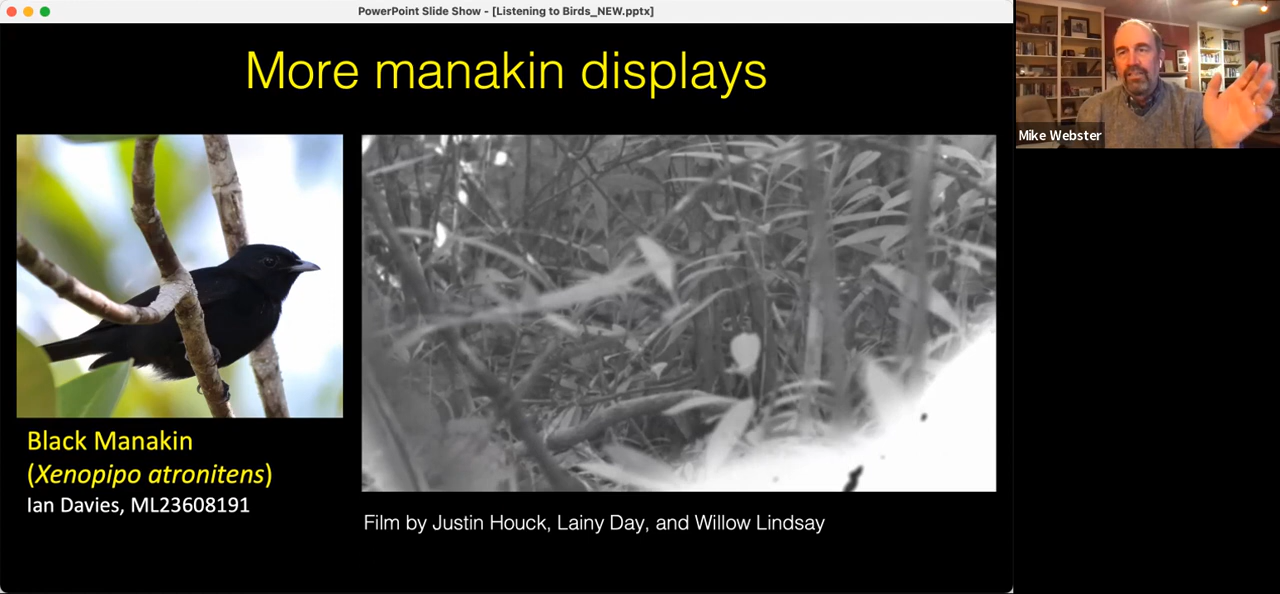 PowerPoint Slide Show - [Listening to Birds_NEW.pptx]
More manakin displays
Mike Webster
Black Manakin
(Xenopipo atronitens)
Ian Davies, ML23608191
Film by Justin Houck, Lainy Day, and Willow Lindsay